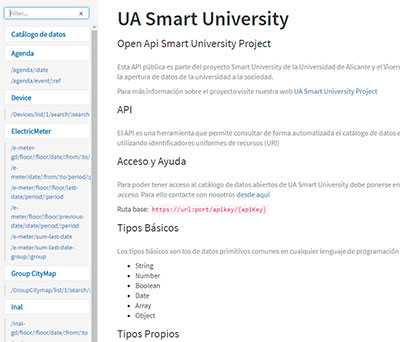 Filter...
×
Catálogo de datos
Agenda
/agenda/:date
/agenda/event/:ref
Device
/Devices/list/1/search/:search
ElectricMeter
/e-meter-
gd/floor/:floor/date/:from/:to/
/e-
meter/date/:from/:to/period/:p
/e-meter/floor/:floor/last-
date/period/:period
/e-
meter/floor/:floor/previous-
date/:date/period/:period
/e-meter/sum-last-date
/e-meter/sum-last-date-
g/:group
Group CityMap
/GroupCitymap/list/1/search/:
Inal
/inal-
gd/floor/:floor/date/:from/:to
UA Smart University
Open Api Smart University Project
Esta API pública es parte del proyecto Smart University de la Universidad de Alicante y el Vicer
la apertura de datos de la universidad a la sociedad.
Para más información sobre el proyecto visite nuestra web UA Smart University Project
API
El API es una herramienta que permite consultar de forma automatizada el catálogo de datos e
utilizando identificadores uniformes de recursos (URI)
Acceso y Ayuda
Para poder tener acceso al catálogo de datos abiertos de UA Smart University debe ponerse en
acceso. Para ello contacte con nosotros desde aquí
Ruta base: https://url:port/apikey/{apiKey}
Tipos Básicos
Los tipos básicos son los de datos primitivos comunes en cualquier lenguaje de programación
String
Number
Boolean
Date
Array
Object
Tipos Propios